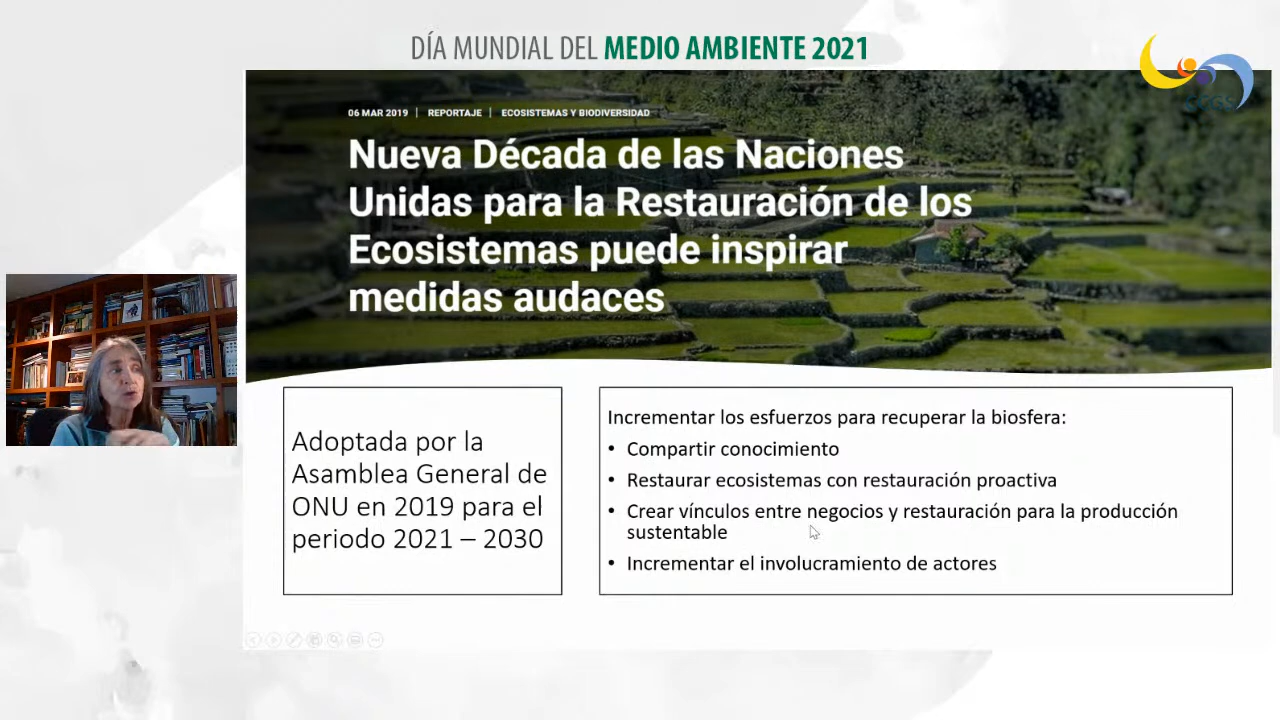 DÍA MUNDIAL DEL MEDIO AMBIENTE 2021
06 MAR 2019 | REPORTAJE | ECOSISTEMAS Y BIODIVERSIDAD
Nueva Década de las Naciones
Unidas para la Restauración de los
Ecosistemas puede inspirar
medidas audaces
Adoptada por la
Asamblea General de
ONU en 2019 para el
periodo 2021 – 2030
Incrementar los esfuerzos para recuperar la biosfera:
• Compartir conocimiento
• Restaurar ecosistemas con restauración proactiva
• Crear vínculos entre negocios y restauración para la producción
sustentable
• Incrementar el involucramiento de actores